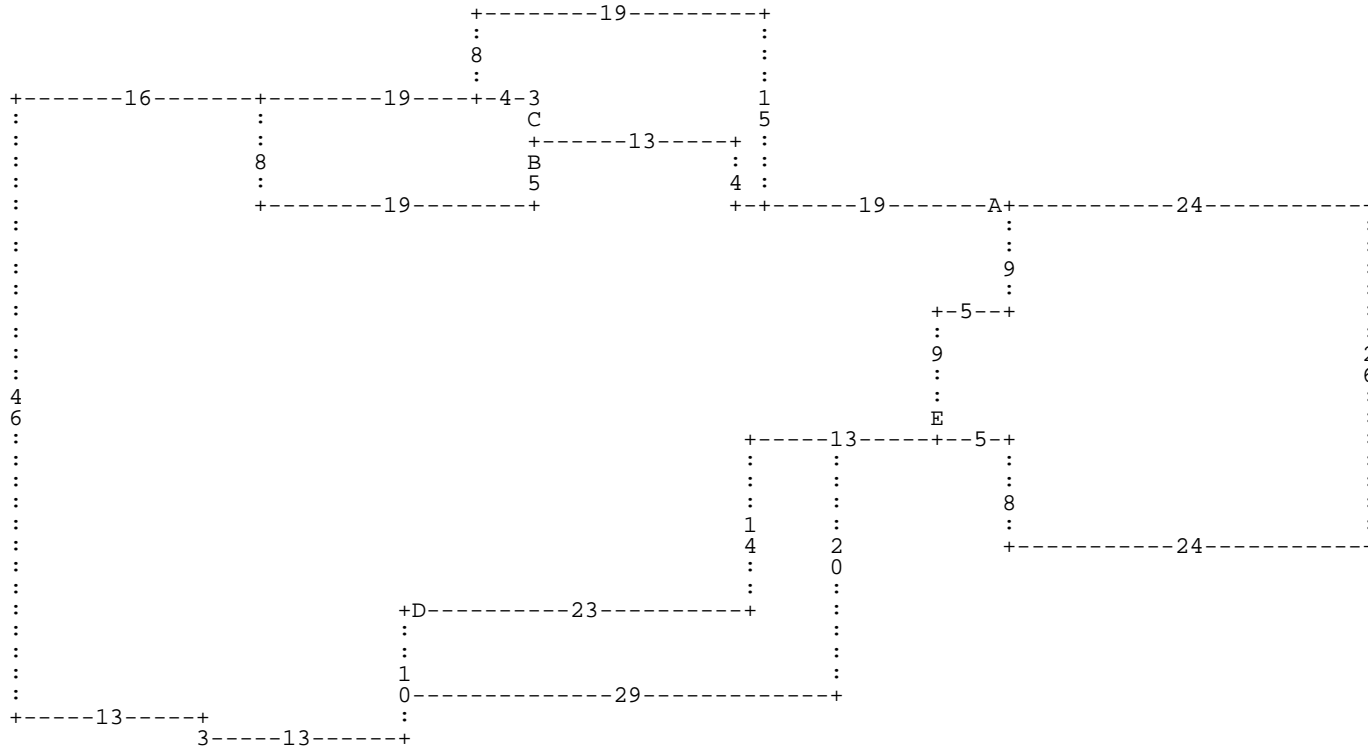 +--------19---------+
                                :                   :
                                8                   :
                                :                   :
+-------16-------+--------19----+-4-3               1
:                :                  C               5
:                :                  +------13-----+ :
:                8                  B             : :
:                :                  5             4 :
:                +--------19--------+             +-+------19-------A+-----------24-----------+
:                                                                    :                        :
:                                                                    :                        :
:                                                                    9                        :
:                                                                    :                        :
:                                                               +-5--+                        :
:                                                               :                             :
:                                                               9                             2
:                                                               :                             6
4                                                               :                             :
6                                                               E                             :
:                                                  +-----13-----+--5-+                        :
:                                                  :     :           :                        :
:                                                  :     :           :                        :
:                                                  :     :           8                        :
:                                                  1     :           :                        :
:                                                  4     2           +-----------24-----------+
:                                                  :     0
:                                                  :     :
:                          +D----------23----------+     :
:                          :                             :
:                          :                             :
:                          1                             :
:                          0--------------29-------------+
+-----13-----+             :
             3-----13------+